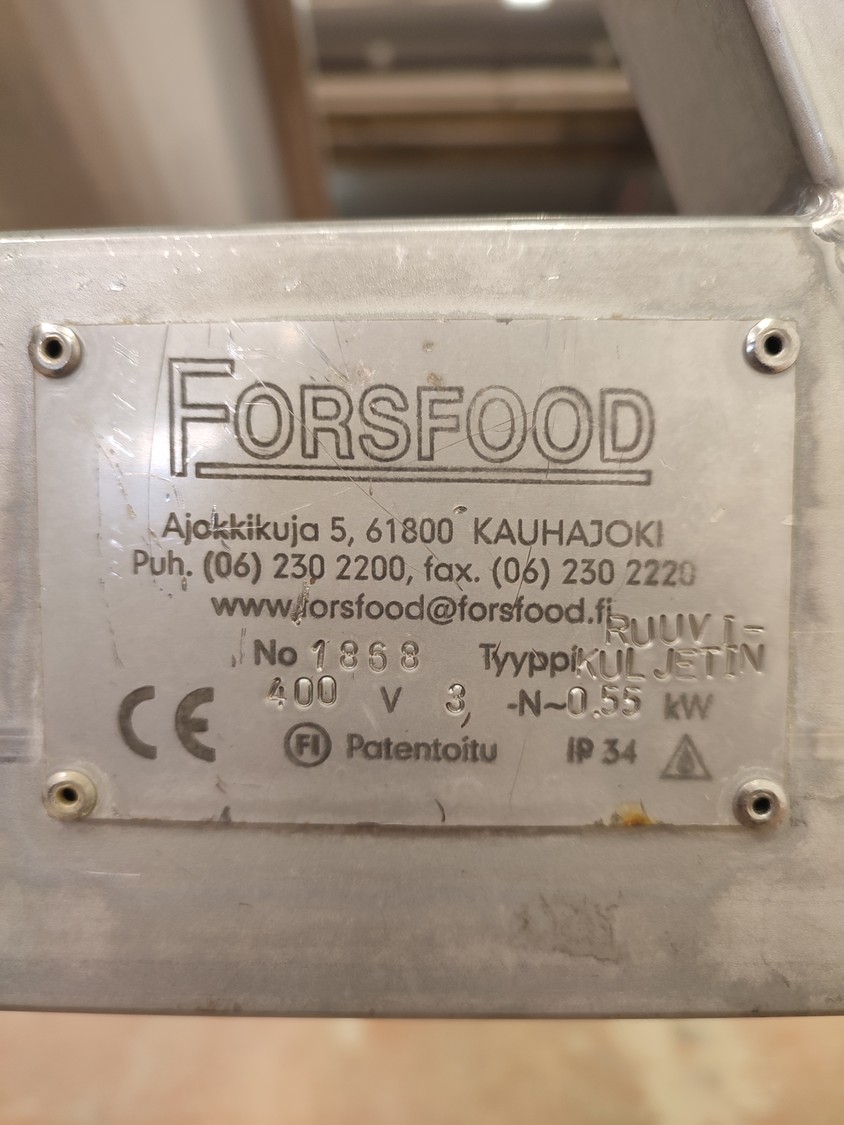 FORSFOOD
Ajokkikuja 5, 61800 KAUHAJOKI
Puh. (06) 230 2200, fax. (06) 230 2220
www.forsfood@forsfood.fi
No 1868 Tyyppi RUUVI-
KULJETIN
400 V 3, -N~0.55 kW
CE FI Patentoitu IP 34